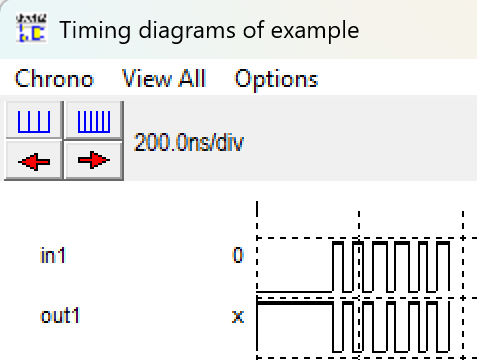 Timing diagrams of example
Chrono View All Options
200.0ns/div
in1 0
out1 x